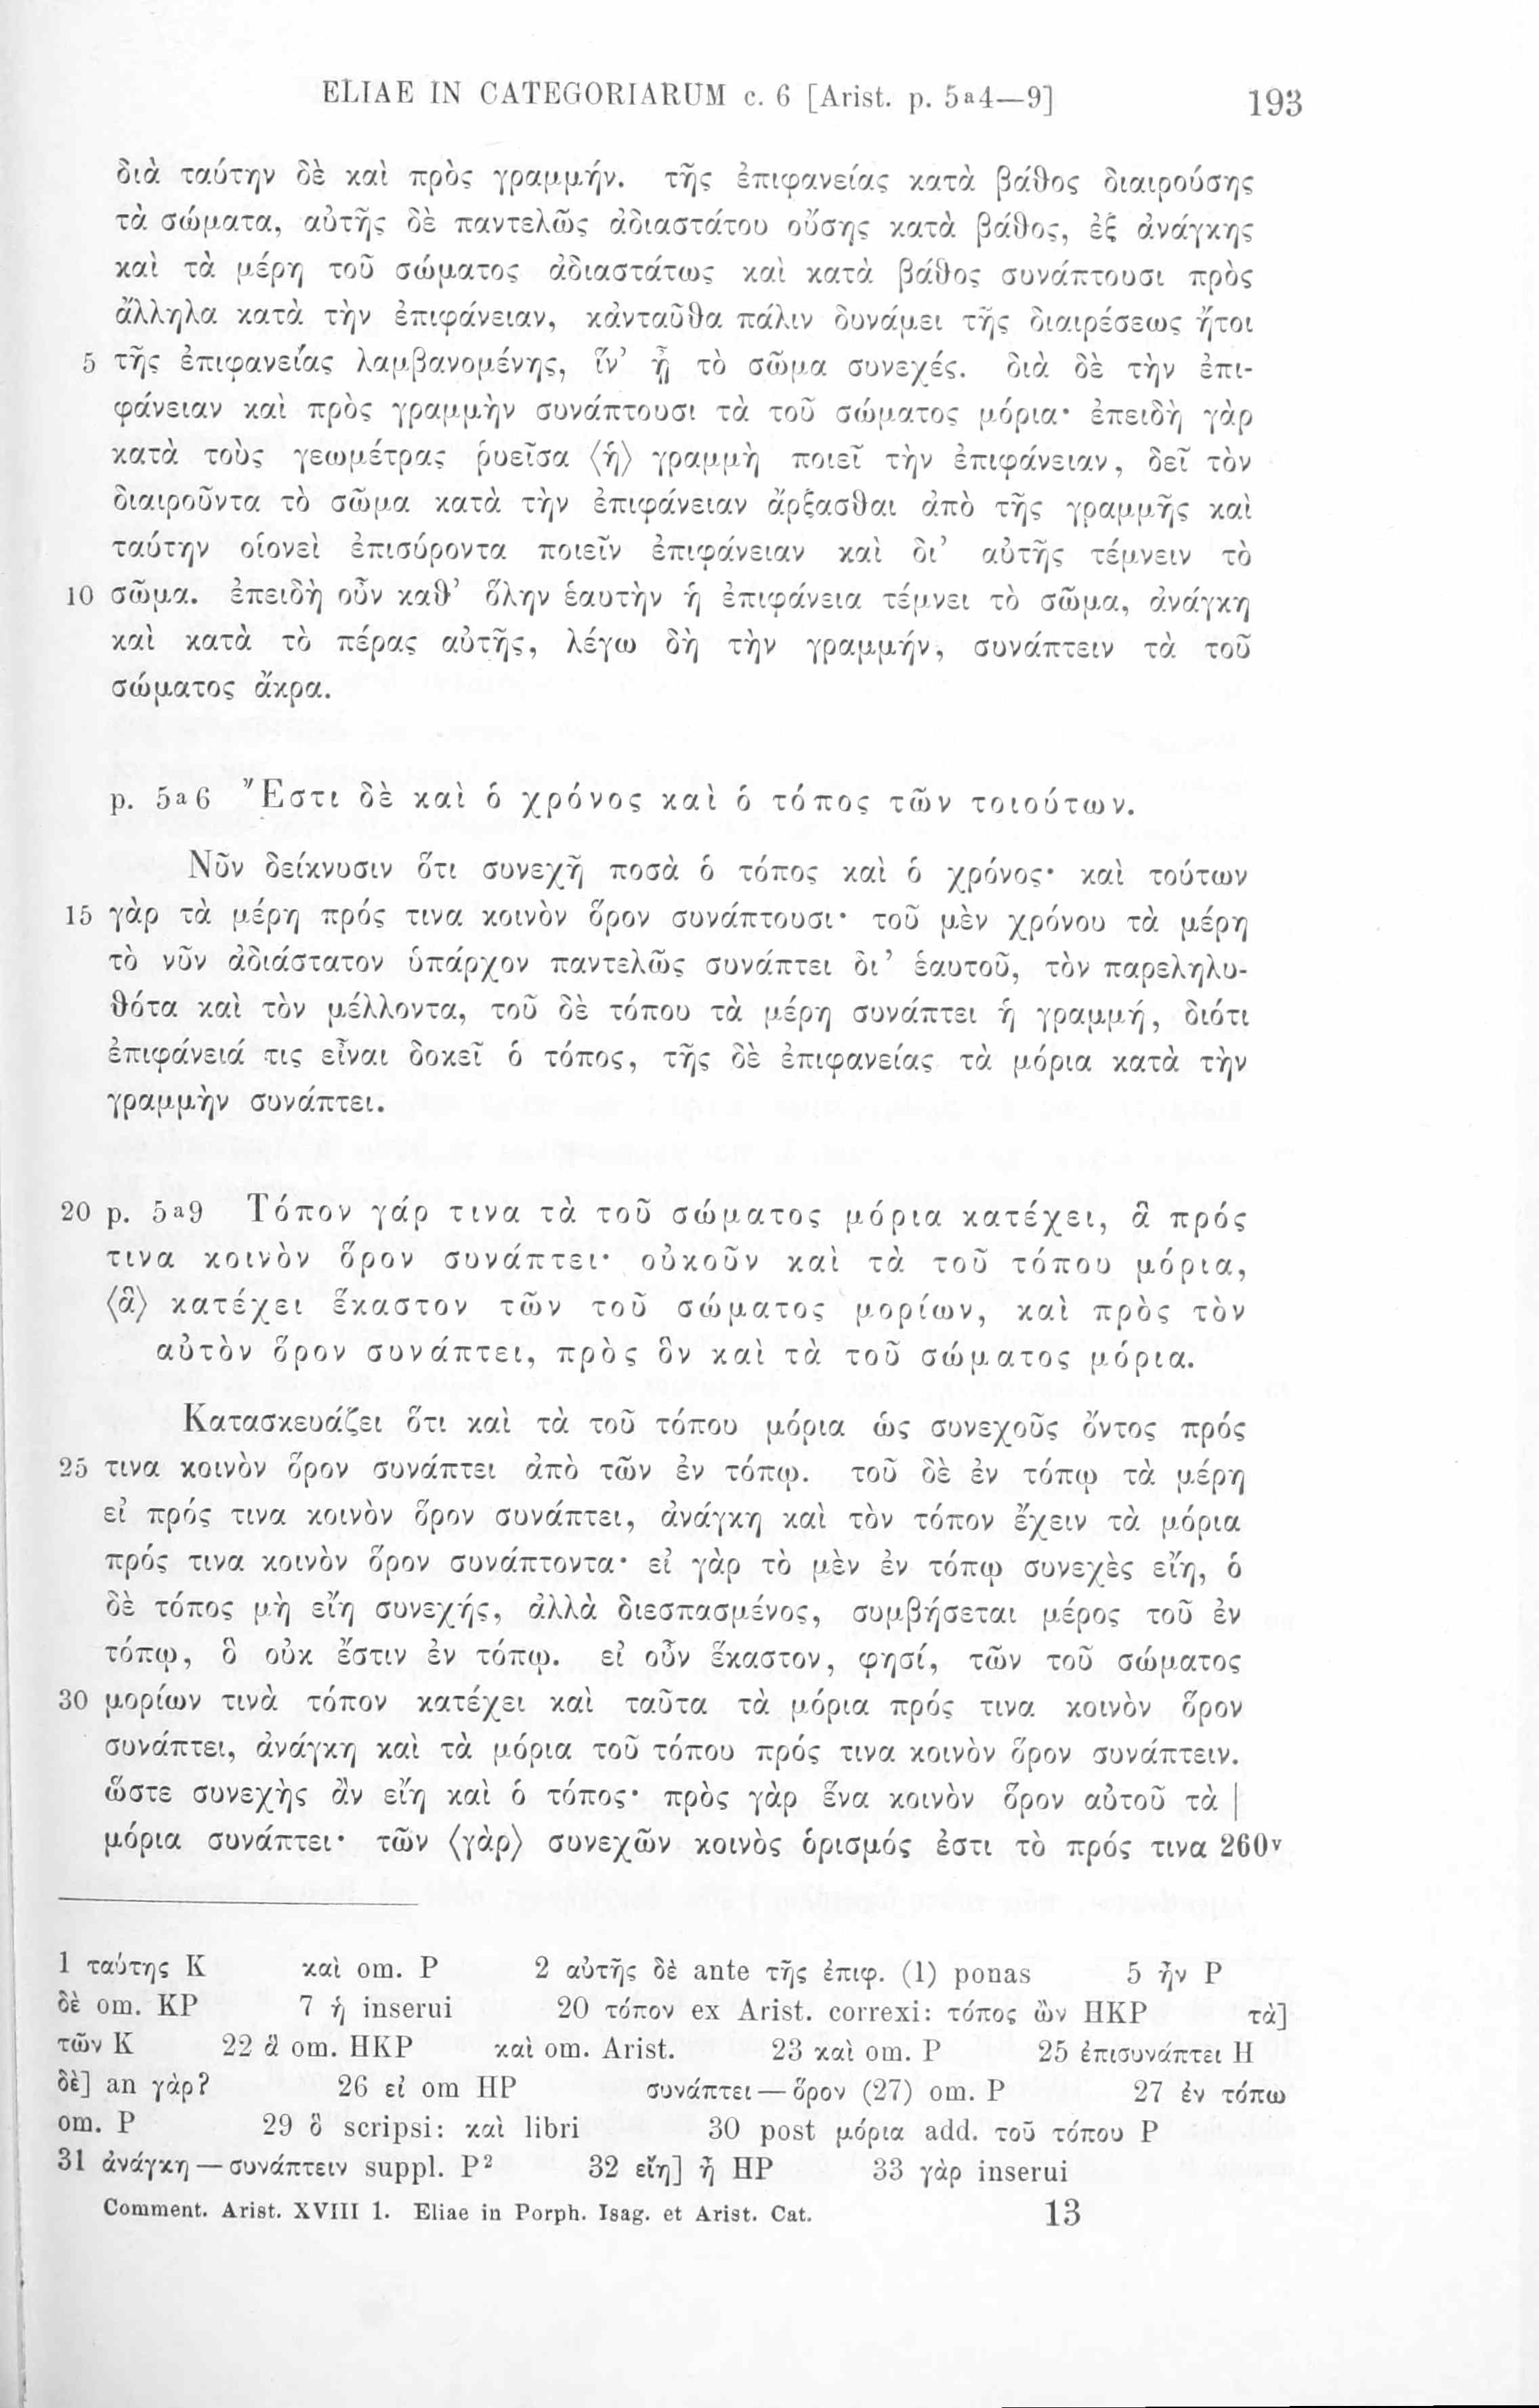 ELIAE IN CATEGORIARUM c. 6 [Arist. p. 5a4—9] 193
διὰ ταύτην δὲ καὶ πρὸς γραμμήν. τῆς ἐπιφανείας κατὰ βάθος διαιρούσης
τὰ σώματα, αὐτῆς δὲ παντελῶς ἀδιαστάτου οὔσης κατὰ βάθος, ἐξ ἀνάγκης
καὶ τὰ μέρη τοῦ σώματος ἀδιαστάτως καὶ κατὰ βάθος συνάπτουσι πρὸς
ἄλληλα κατὰ τὴν ἐπιφάνειαν, κἀνταῦθα πάλιν δυνάμει τῆς διαιρέσεως ἤτοι
5 τῆς ἐπιφανείας λαμβανομένης, ἵν’ ᾖ τὸ σῶμα συνεχές. διὰ δὲ τὴν ἐπι-
φάνειαν καὶ πρὸς γραμμὴν συνάπτουσι τὰ τοῦ σώματος μόρια· ἐπειδὴ γὰρ
κατὰ τοὺς γεωμέτρας ῥυεῖσα ⟨ἡ⟩ γραμμὴ ποιεῖ τὴν ἐπιφάνειαν, δεῖ τὸν
διαιροῦντα τὸ σῶμα κατὰ τὴν ἐπιφάνειαν ἄρξασθαι ἀπὸ τῆς γραμμῆς καὶ
ταύτην οἱονεὶ ἐπισύροντα ποιεῖν ἐπιφάνειαν καὶ δι’ αὐτῆς τέμνειν τὸ
10 σῶμα. ἐπειδὴ οὖν καθ’ ὅλην ἑαυτὴν ἡ ἐπιφάνεια τέμνει τὸ σῶμα, ἀνάγκη
καὶ κατὰ τὸ πέρας αὐτῆς, λέγω δὴ τὴν γραμμήν, συνάπτειν τὰ τοῦ
σώματος ἄκρα.
p. 5a6 Ἔστι δὲ καὶ ὁ χρόνος καὶ ὁ τόπος τῶν τοιούτων.
Νῦν δείκνυσιν ὅτι συνεχῆ ποσὰ ὁ τόπος καὶ ὁ χρόνος· καὶ τούτων
15 γὰρ τὰ μέρη πρός τινα κοινὸν ὅρον συνάπτουσι· τοῦ μὲν χρόνου τὰ μέρη
τὸ νῦν ἀδιάστατον ὑπάρχον παντελῶς συνάπτει δι’ ἑαυτοῦ, τὸν παρεληλυ-
θότα καὶ τὸν μέλλοντα, τοῦ δὲ τόπου τὰ μέρη συνάπτει ἡ γραμμή, διότι
ἐπιφάνειά τις εἶναι δοκεῖ ὁ τόπος, τῆς δὲ ἐπιφανείας τὰ μόρια κατὰ τὴν
γραμμὴν συνάπτει.
20 p. 5a9 Τόπον γάρ τινα τὰ τοῦ σώματος μόρια κατέχει, ἃ πρός
τινα κοινὸν ὅρον συνάπτει· οὐκοῦν καὶ τὰ τοῦ τόπου μόρια,
⟨ἃ⟩ κατέχει ἕκαστον τῶν τοῦ σώματος μορίων, καὶ πρὸς τὸν
αὐτὸν ὅρον συνάπτει, πρὸς ὃν καὶ τὰ τοῦ σώματος μόρια.
Κατασκευάζει ὅτι καὶ τὰ τοῦ τόπου μόρια ὡς συνεχοῦς ὄντος πρός
25 τινα κοινὸν ὅρον συνάπτει ἀπὸ τῶν ἐν τόπῳ. τοῦ δὲ ἐν τόπῳ τὰ μέρη
εἰ πρός τινα κοινὸν ὅρον συνάπτει, ἀνάγκη καὶ τὸν τόπον ἔχειν τὰ μόρια
πρός τινα κοινὸν ὅρον συνάπτοντα· εἰ γὰρ τὸ μὲν ἐν τόπῳ συνεχὲς εἴη, ὁ
δὲ τόπος μὴ εἴη συνεχής, ἀλλὰ διεσπασμένος, συμβήσεται μέρος τοῦ ἐν
τόπῳ, ὃ οὐκ ἔστιν ἐν τόπῳ. εἰ οὖν ἕκαστον, φησί, τῶν τοῦ σώματος
30 μορίων τινὰ τόπον κατέχει καὶ ταῦτα τὰ μόρια πρός τινα κοινὸν ὅρον
συνάπτει, ἀνάγκη καὶ τὰ μόρια τοῦ τόπου πρός τινα κοινὸν ὅρον συνάπτειν.
ὥστε συνεχὴς ἂν εἴη καὶ ὁ τόπος· πρὸς γὰρ ἕνα κοινὸν ὅρον αὐτοῦ τὰ |
μόρια συνάπτει· τῶν ⟨γὰρ⟩ συνεχῶν κοινὸς ὁρισμός ἐστι τὸ πρός τινα 260v
1 ταύτης K καὶ om. P 2 αὐτῆς δὲ ante τῆς ἐπιφ. (1) ponas 5 ἦν P
δὲ om. KP 7 ἡ inserui 20 τόπον ex Arist. correxi: τόπος ὢν HKP τὰ]
τῶν K 22 ἃ om. HKP καὶ om. Arist. 23 καὶ om. P 25 ἐπισυνάπτει H
δὲ] an γὰρ? 26 εἰ om HP συνάπτει—ὅρον (27) om. P 27 ἐν τόπω
om. P 29 ὃ scripsi: καὶ libri 30 post μόρια add. τοῦ τόπου P
31 ἀνάγκη—συνάπτειν suppl. P² 32 εἴη] ᾖ HP 33 γὰρ inserui
Comment. Arist. XVIII 1. Eliae in Porph. Isag. et Arist. Cat. 13